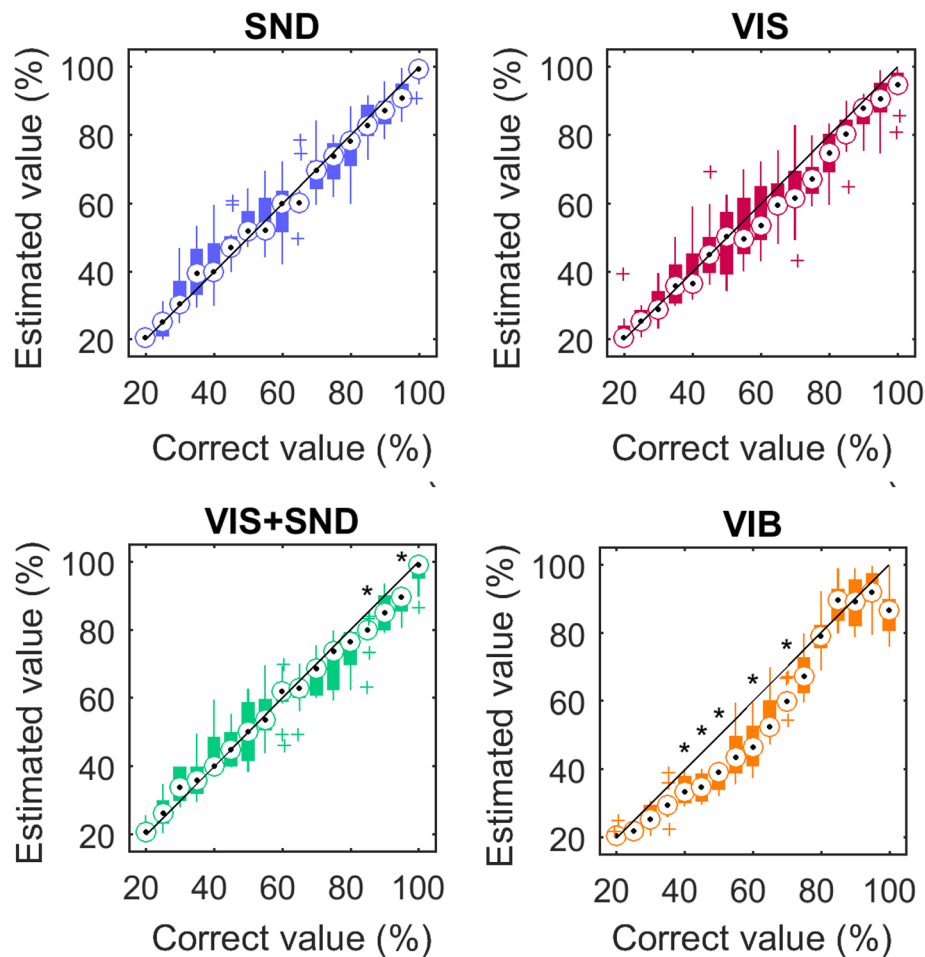 SND
Estimated value (%)
100
80
60
40
20
20 40 60 80 100
Correct value (%)
VIS
Estimated value (%)
100
80
60
40
20
20 40 60 80 100
Correct value (%)
VIS+SND
Estimated value (%)
100
80
60
40
20
* *
20 40 60 80 100
Correct value (%)
VIB
Estimated value (%)
100
80
60
40
20
* * * * *
20 40 60 80 100
Correct value (%)